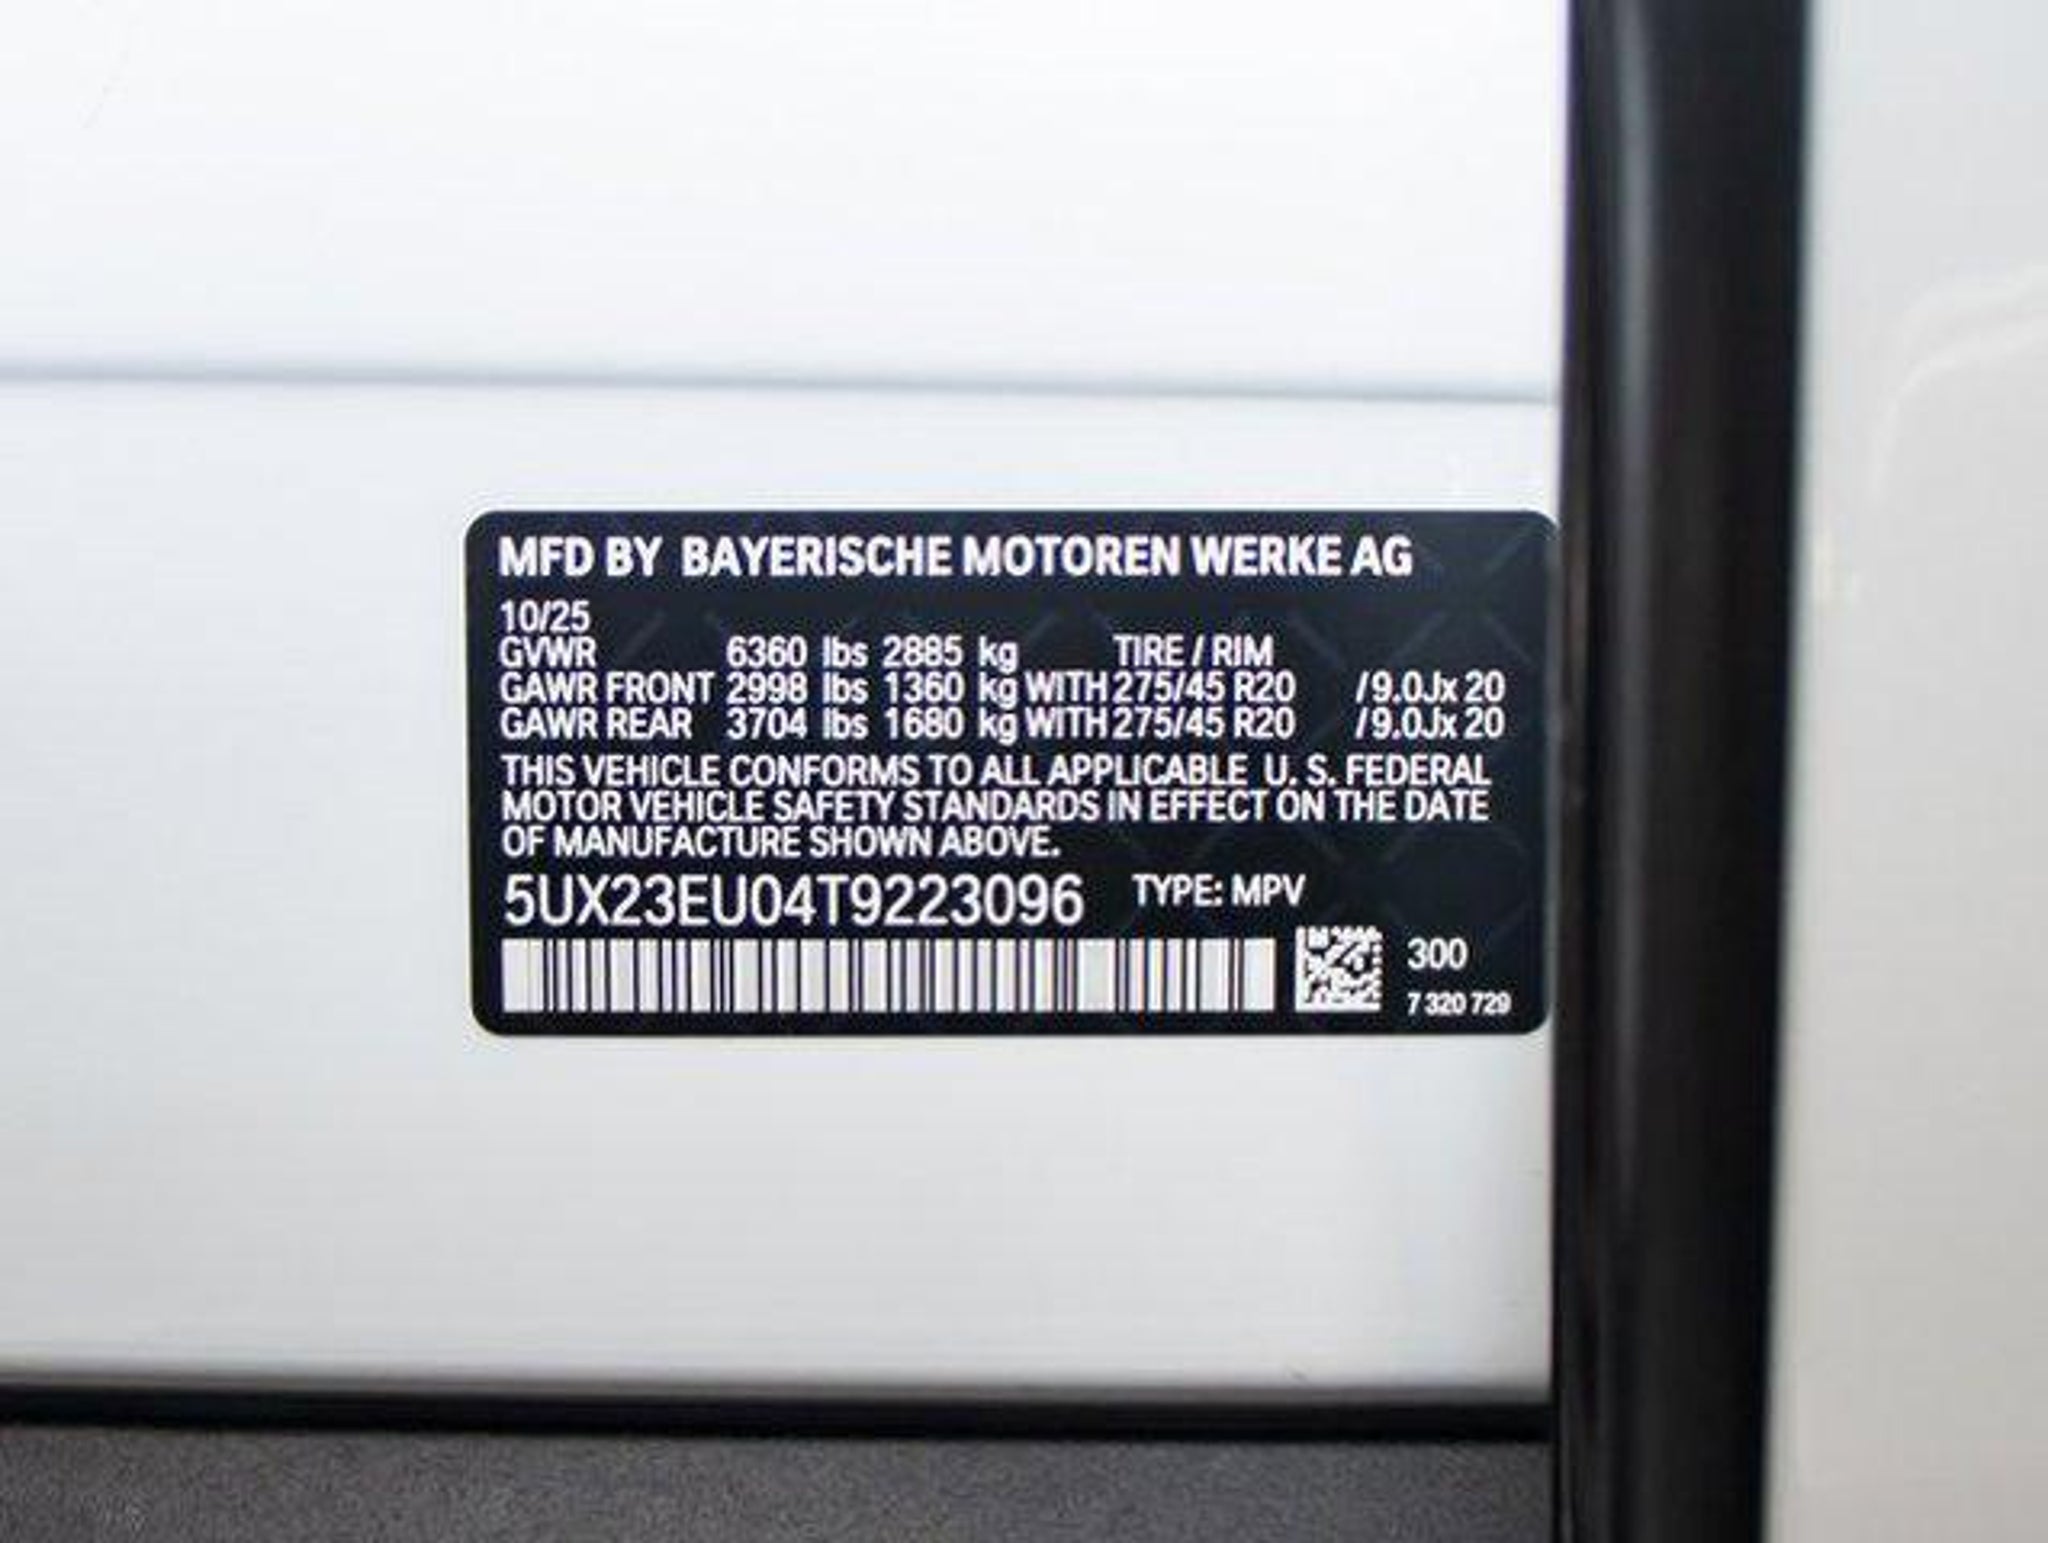 MFD BY BAYERISCHE MOTOREN WERKE AG
10/25
GVWR 6360 lbs 2885 kg TIRE / RIM
GAWR FRONT 2998 lbs 1360 kg WITH 275/45 R20 / 9.0Jx 20
GAWR REAR 3704 lbs 1680 kg WITH 275/45 R20 / 9.0Jx 20
THIS VEHICLE CONFORMS TO ALL APPLICABLE U. S. FEDERAL
MOTOR VEHICLE SAFETY STANDARDS IN EFFECT ON THE DATE
OF MANUFACTURE SHOWN ABOVE.
5UX23EU04T9223096 TYPE: MPV
300
7 320 729